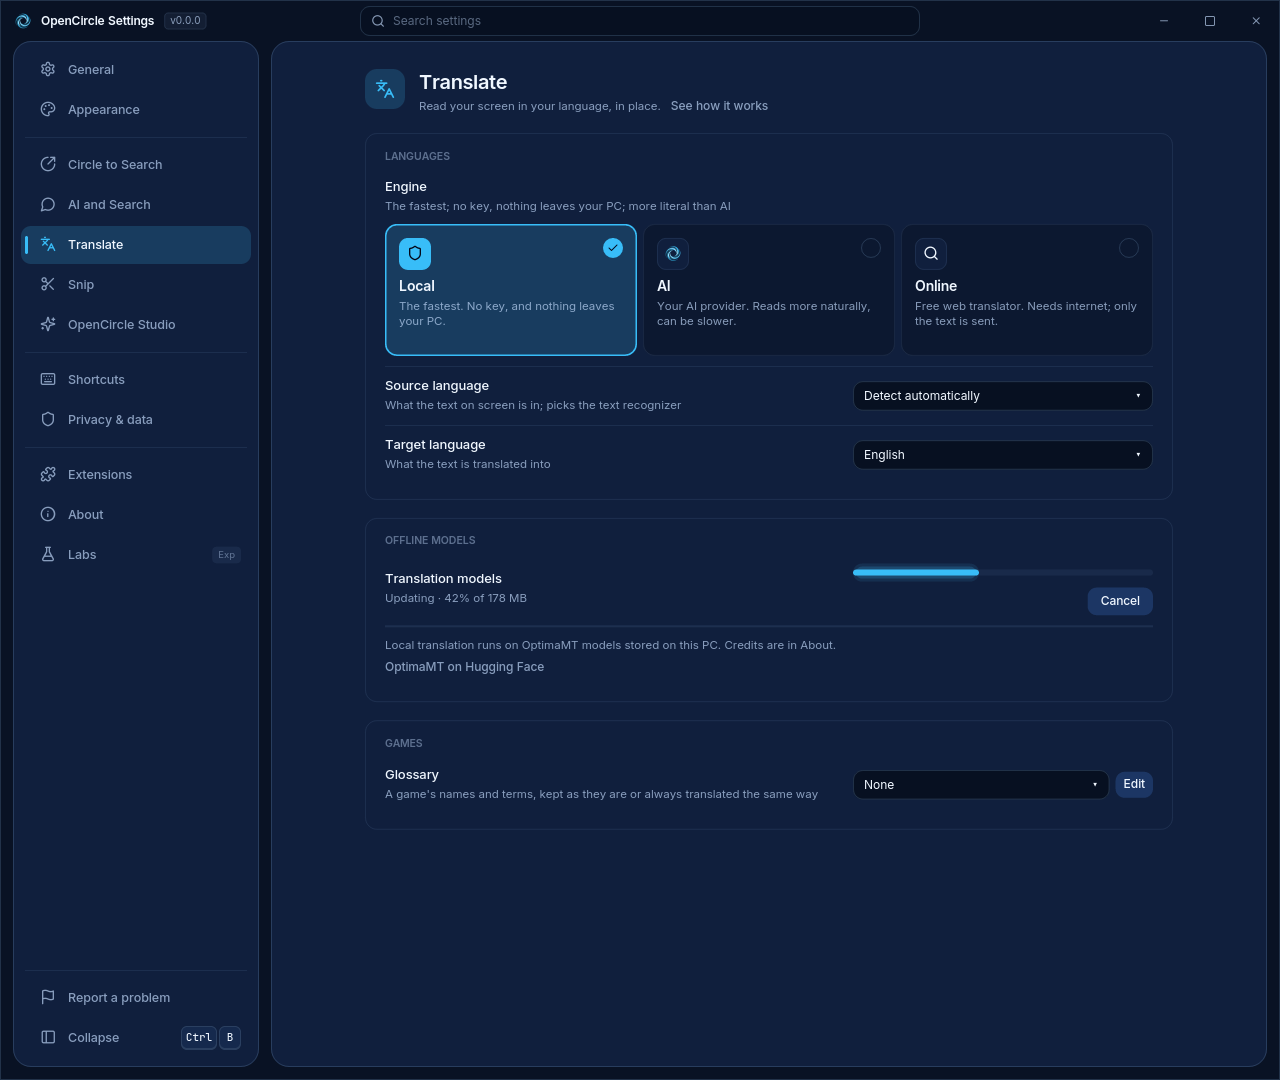 OpenCircle Settings v0.0.0
Search settings
General
Appearance
Circle to Search
AI and Search
Translate
Snip
OpenCircle Studio
Shortcuts
Privacy & data
Extensions
About
Labs Exp
Report a problem
Collapse Ctrl B
Translate
Read your screen in your language, in place. See how it works
LANGUAGES
Engine
The fastest; no key, nothing leaves your PC; more literal than AI
Local
The fastest. No key, and nothing leaves
your PC.
AI
Your AI provider. Reads more naturally,
can be slower.
Online
Free web translator. Needs internet; only
the text is sent.
Source language
What the text on screen is in; picks the text recognizer
Detect automatically
Target language
What the text is translated into
English
OFFLINE MODELS
Translation models
Updating · 42% of 178 MB
Cancel
Local translation runs on OptimaMT models stored on this PC. Credits are in About.
OptimaMT on Hugging Face
GAMES
Glossary
A game's names and terms, kept as they are or always translated the same way
None
Edit